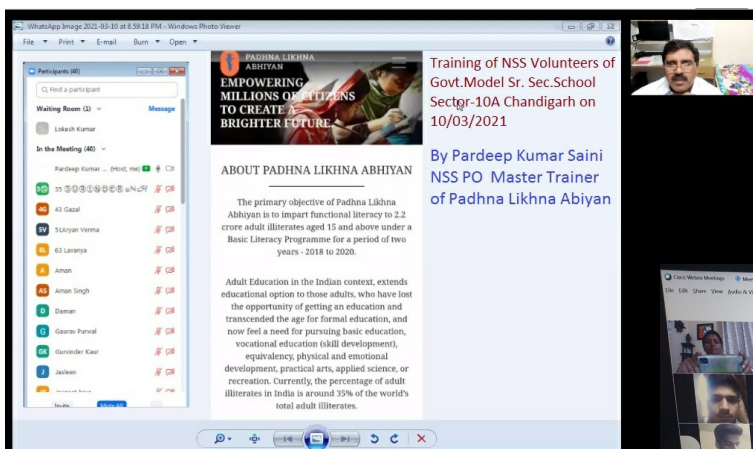 WhatsApp Image 2021-03-10 at 8.59.18 PM - Windows Photo Viewer
File Print E-mail Burn Open
Participants (40)
Find a participant
Waiting Room (1) Message
Lokesh Kumar
In the Meeting (40)
Pardeep Kumar ... (Host, me)
43 Gazal
4G
SV
51Aryan Verma
63 Lavanya
A
Aman
AS
Aman Singh
D
Daman
G
Gaurav
GK
Gurvinder Kaur
J
Jasleen
Invite
Mute All
PADHNA LIKHNA
ABHIYAN
EMPOWERING
MILLIONS OF CITIZENS
TO CREATE A
BRIGHTER FUTURE.
ABOUT PADHNA LIKHNA ABHIYAN
The primary objective of Padhna Likhna
Abhiyan is to impart functional literacy to 2.2
crore adult illiterates aged 15 and above under a
Basic Literacy Programme for a period of two
years - 2018 to 2020.
Adult Education in the Indian context, extends
educational option to those adults, who have lost
the opportunity of getting an education and
transcended the age for formal education, and
now feel a need for pursuing basic education,
vocational education (skill development),
equivalency, physical and emotional
development, practical arts, applied science, or
recreation. Currently, the percentage of adult
illiterates in India is around 35% of the world's
total adult illiterates.
Training of NSS Volunteers of
Govt.Model Sr. Sec.School
Sector-10A Chandigarh on
10/03/2021
By Pardeep Kumar Saini
NSS PO Master Trainer
of Padhna Likhna Abiyan
Cisco Webex Meetings
File Edit Share View Audio & Vi